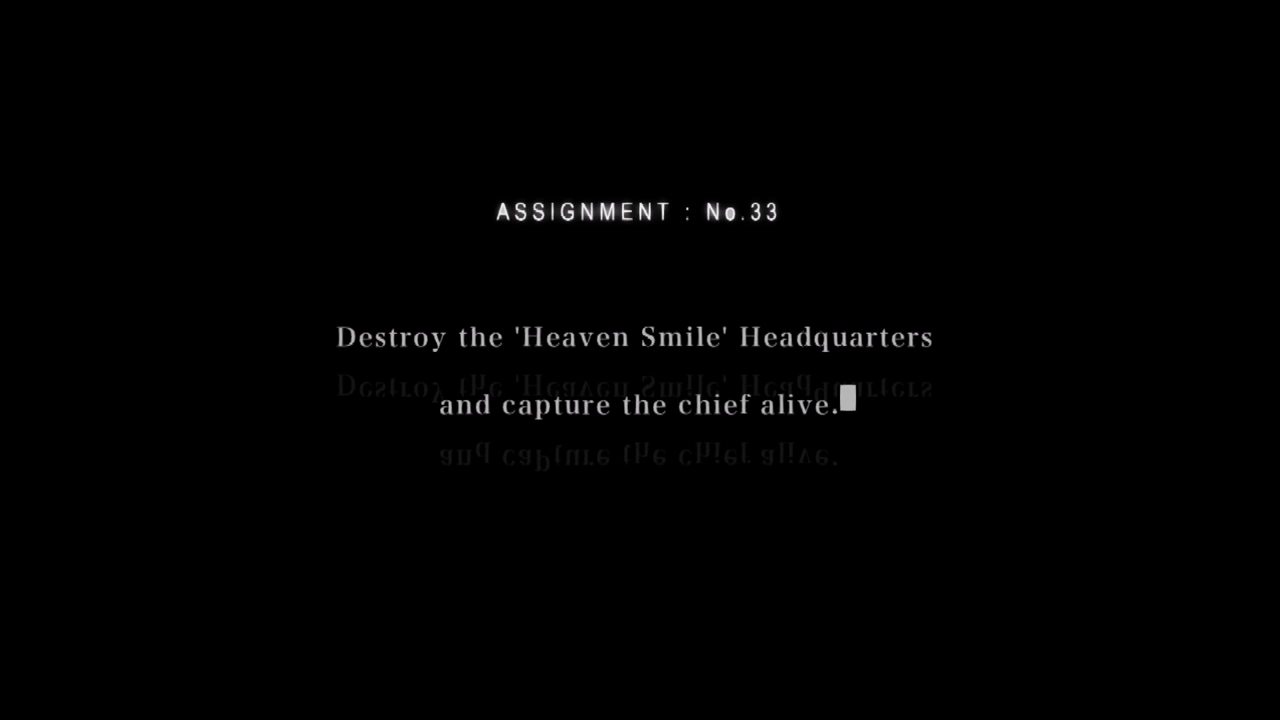 ASSIGNMENT : No.33
Destroy the 'Heaven Smile' Headquarters
and capture the chief alive.